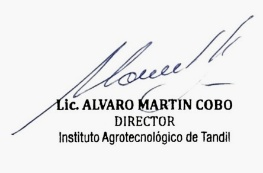 Lic. ALVARO MARTIN COBO
DIRECTOR
Instituto Agrotecnológico de Tandil